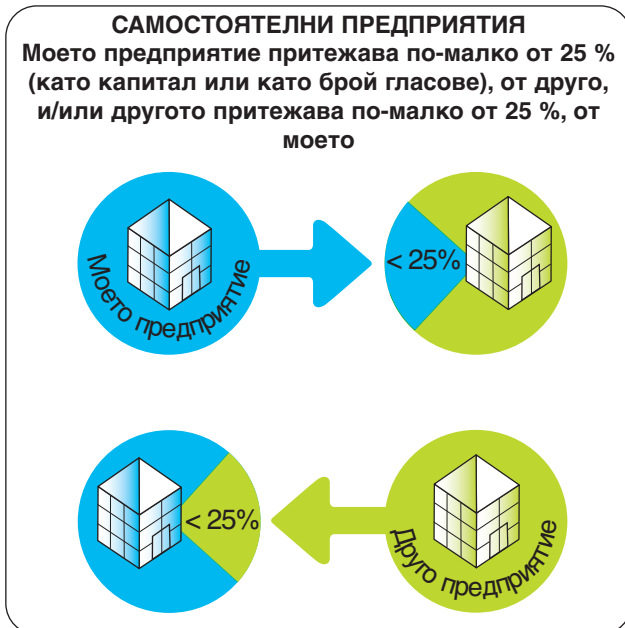 САМОСТОЯТЕЛНИ ПРЕДПРИЯТИЯ
Моето предприятие притежава по-малко от 25 %
(като капитал или като брой гласове), от друго,
и/или другото притежава по-малко от 25 %, от
моето
Моето предприятие
< 25%
< 25%
Друго предприятие